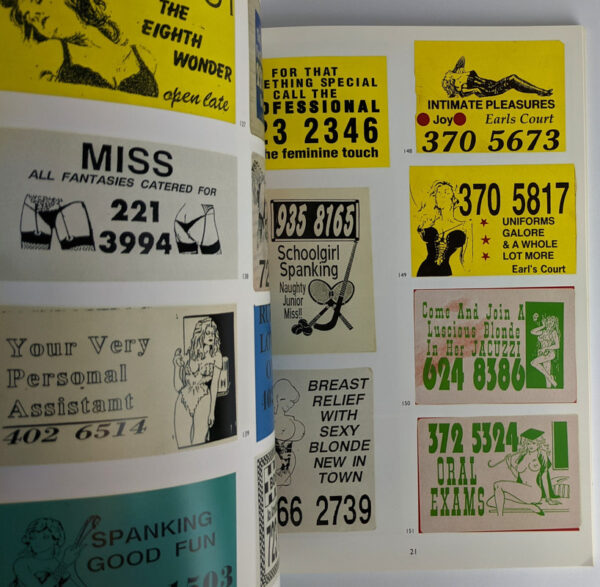 THE
EIGHTH
WONDER
open late
137
MISS
ALL FANTASIES CATERED FOR
221
3994
138
Your Very
Personal
Assistant
402 6514
139
SPANKING
GOOD FUN
1503
FOR THAT
SPECIAL
CALL THE
2346
feminine touch
935 8165
Schoolgirl
Spanking
Naughty
Junior
Miss!!
BREAST
RELIEF
WITH
SEXY
BLONDE
NEW IN
TOWN
66 2739
INTIMATE PLEASURES
Joy Earls Court
370 5673
148
370 5817
UNIFORMS
GALORE
& A WHOLE
LOT MORE
Earl's Court
149
Come And Join A
Luscious Blonde
In Her JACUZZI
624 8386
150
372 5324
ORAL
EXAMS
151
21